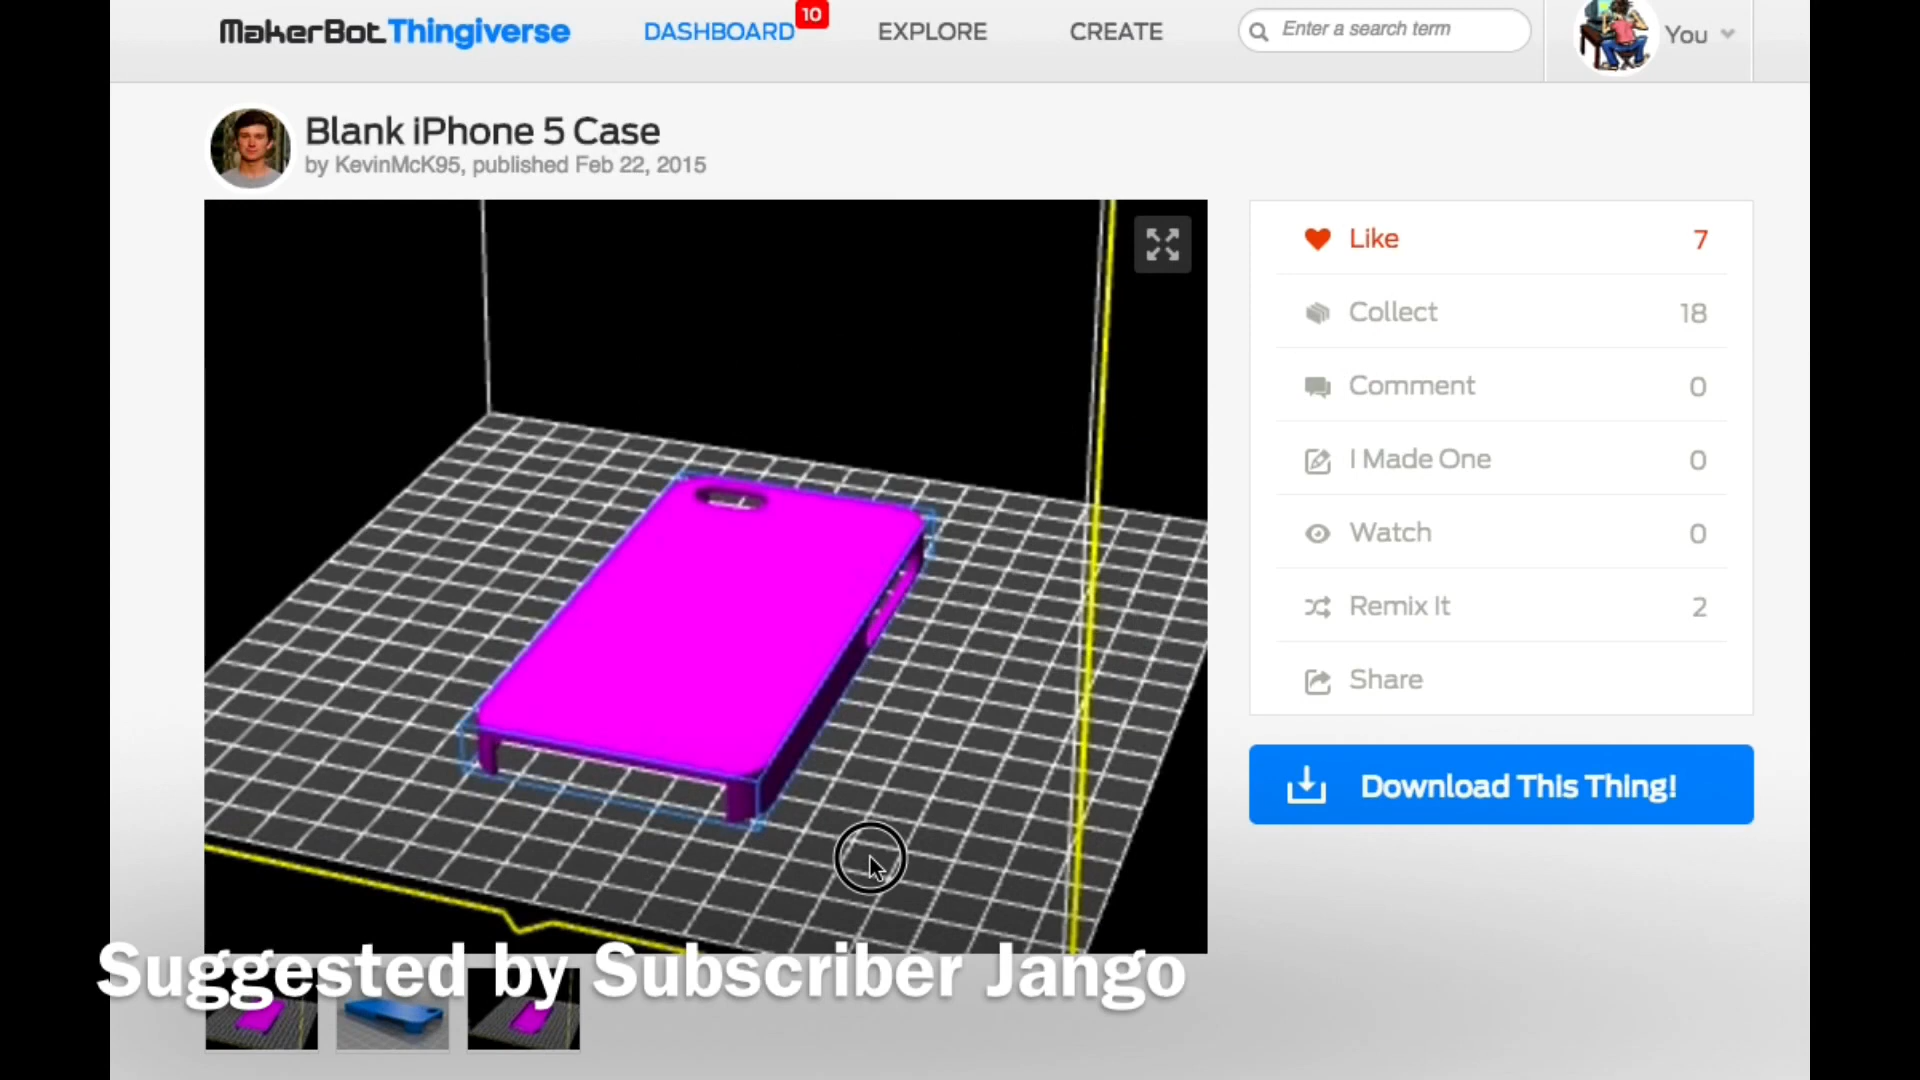 MakerBot Thingiverse
DASHBOARD
10
EXPLORE
CREATE
Enter a search term
You
Blank iPhone 5 Case
by KevinMcK95, published Feb 22, 2015
Like 7
Collect 18
Comment 0
I Made One 0
Watch 0
Remix It 2
Share
Download This Thing!
Suggested by Subscriber Jango